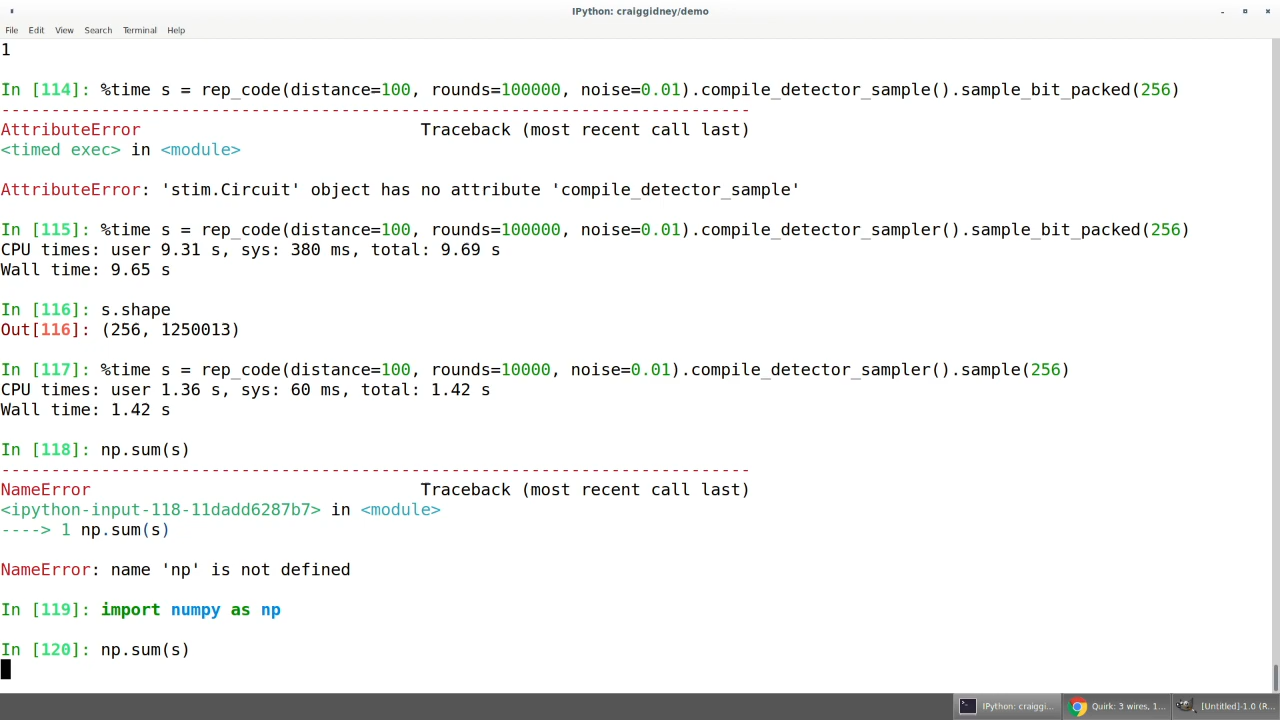 IPython: craiggidney/demo
File Edit View Search Terminal Help
1
In [114]: %time s = rep_code(distance=100, rounds=100000, noise=0.01).compile_detector_sample().sample_bit_packed(256)
---------------------------------------------------------------------------
AttributeError                            Traceback (most recent call last)
<timed exec> in <module>
AttributeError: 'stim.Circuit' object has no attribute 'compile_detector_sample'
In [115]: %time s = rep_code(distance=100, rounds=100000, noise=0.01).compile_detector_sampler().sample_bit_packed(256)
CPU times: user 9.31 s, sys: 380 ms, total: 9.69 s
Wall time: 9.65 s
In [116]: s.shape
Out[116]: (256, 1250013)
In [117]: %time s = rep_code(distance=100, rounds=10000, noise=0.01).compile_detector_sampler().sample(256)
CPU times: user 1.36 s, sys: 60 ms, total: 1.42 s
Wall time: 1.42 s
In [118]: np.sum(s)
---------------------------------------------------------------------------
NameError                                 Traceback (most recent call last)
<ipython-input-118-11dadd6287b7> in <module>
----> 1 np.sum(s)
NameError: name 'np' is not defined
In [119]: import numpy as np
In [120]: np.sum(s)
IPython: craiggi... Quirk: 3 wires, 1... [Untitled]-1.0 (R...